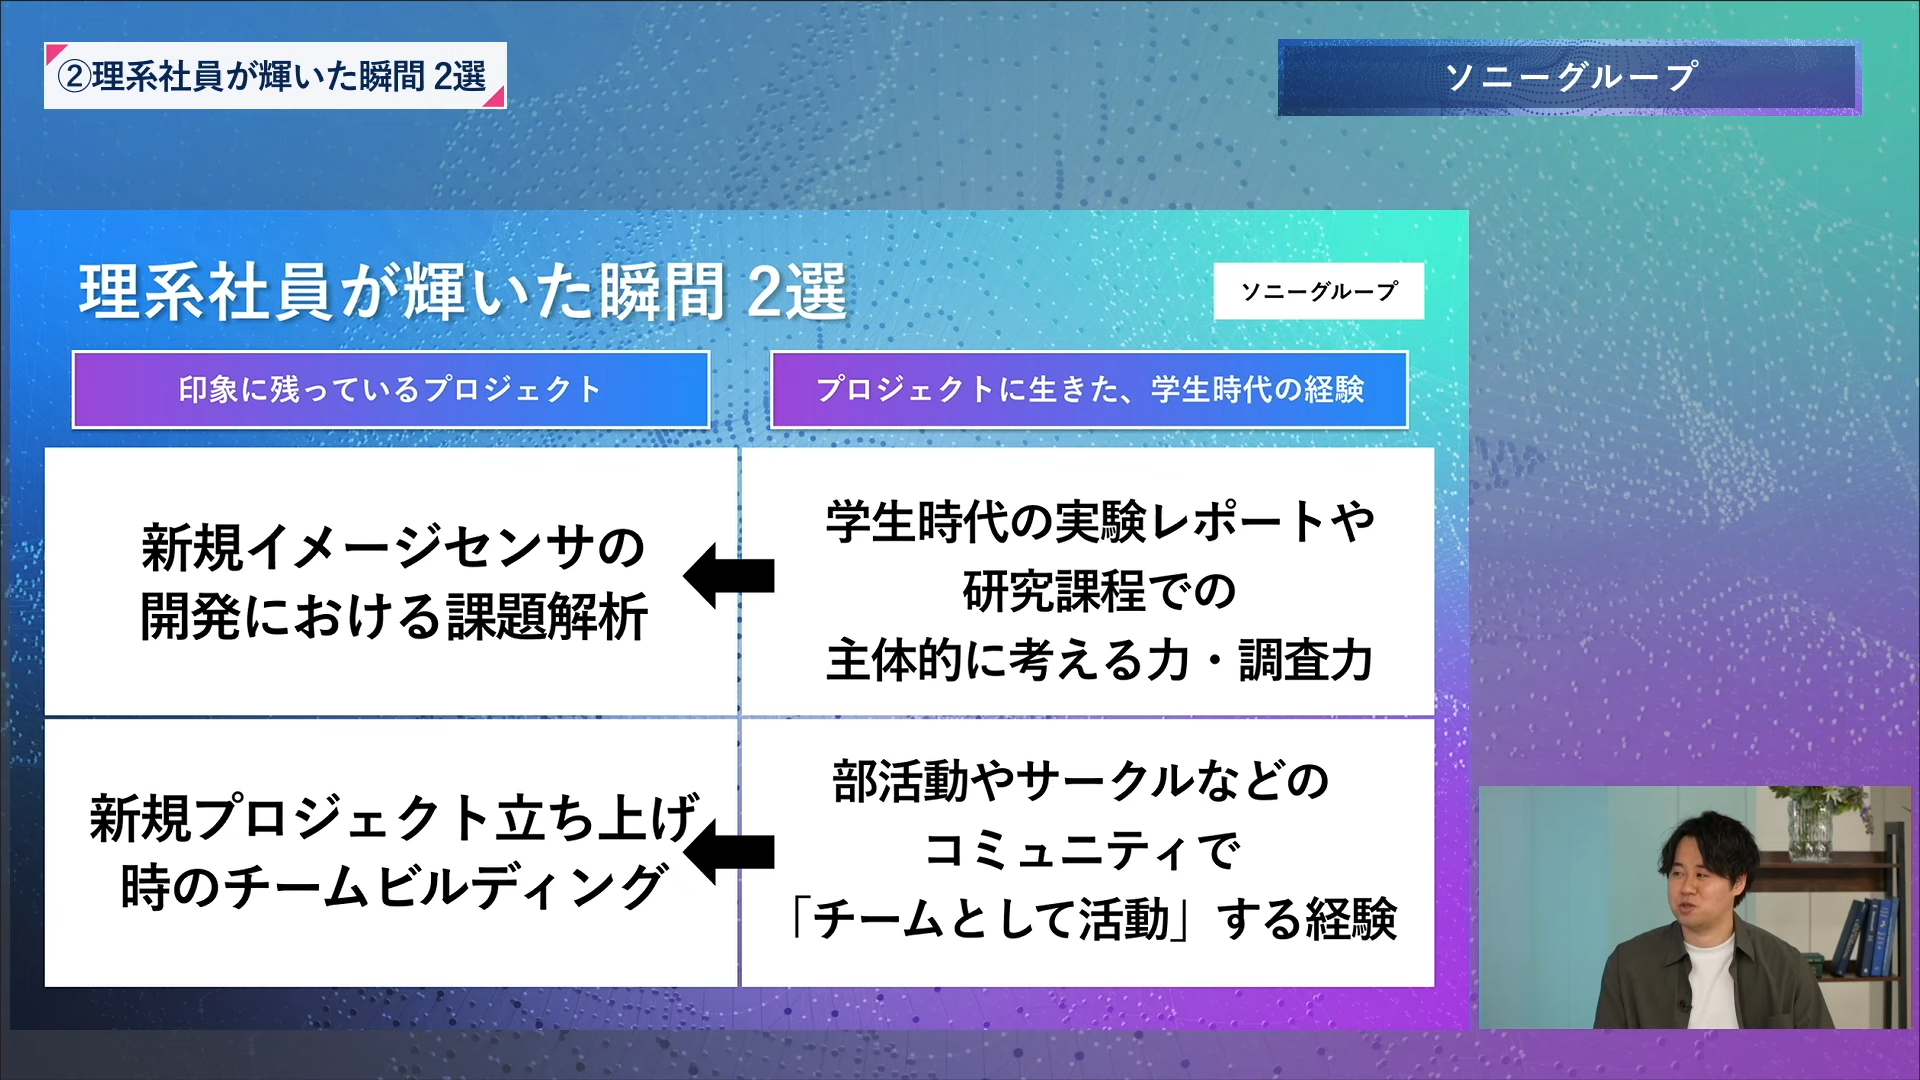 ②理系社員が輝いた瞬間 2選
ソニーグループ
理系社員が輝いた瞬間 2選
ソニーグループ
印象に残っているプロジェクト
プロジェクトに生きた、学生時代の経験
新規イメージセンサの
開発における課題解析
学生時代の実験レポートや
研究課程での
主体的に考える力・調査力
新規プロジェクト立ち上げ
時のチームビルディング
部活動やサークルなどの
コミュニティで
「チームとして活動」する経験